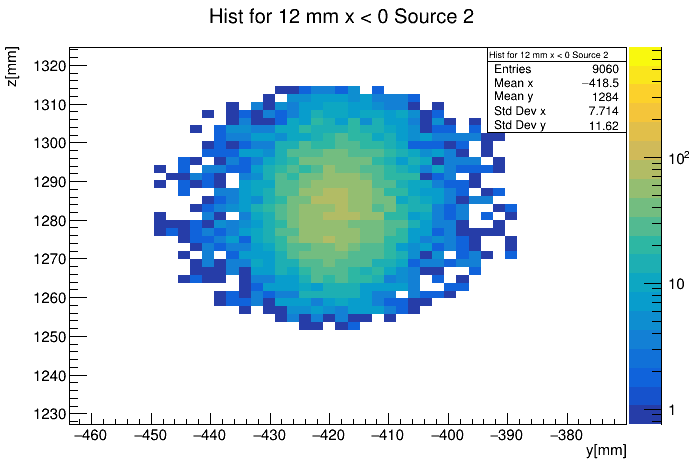 Hist for 12 mm x < 0 Source 2
z[mm]
1320
1310
1300
1290
1280
1270
1260
1250
1240
1230
Hist for 12 mm x < 0 Source 2
Entries 9060
Mean x −418.5
Mean y 1284
Std Dev x 7.714
Std Dev y 11.62
10²
10
1
−460 −450 −440 −430 −420 −410 −400 −390 −380
y[mm]